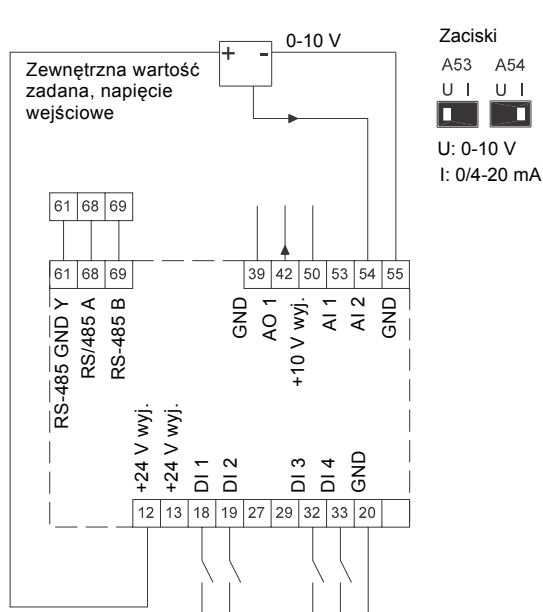 + - 0-10 V
Zewnętrzna wartość
zadana, napięcie
wejściowe
Zaciski
A53 A54
U I U I
U: 0-10 V
I: 0/4-20 mA
61 68 69
61 68 69
39 42 50 53 54 55
RS-485 GND Y
RS/485 A
RS-485 B
GND
AO 1
+10 V wyj.
AI 1
AI 2
GND
+24 V wyj.
+24 V wyj.
DI 1
DI 2
DI 3
DI 4
GND
12 13 18 19 27 29 32 33 20